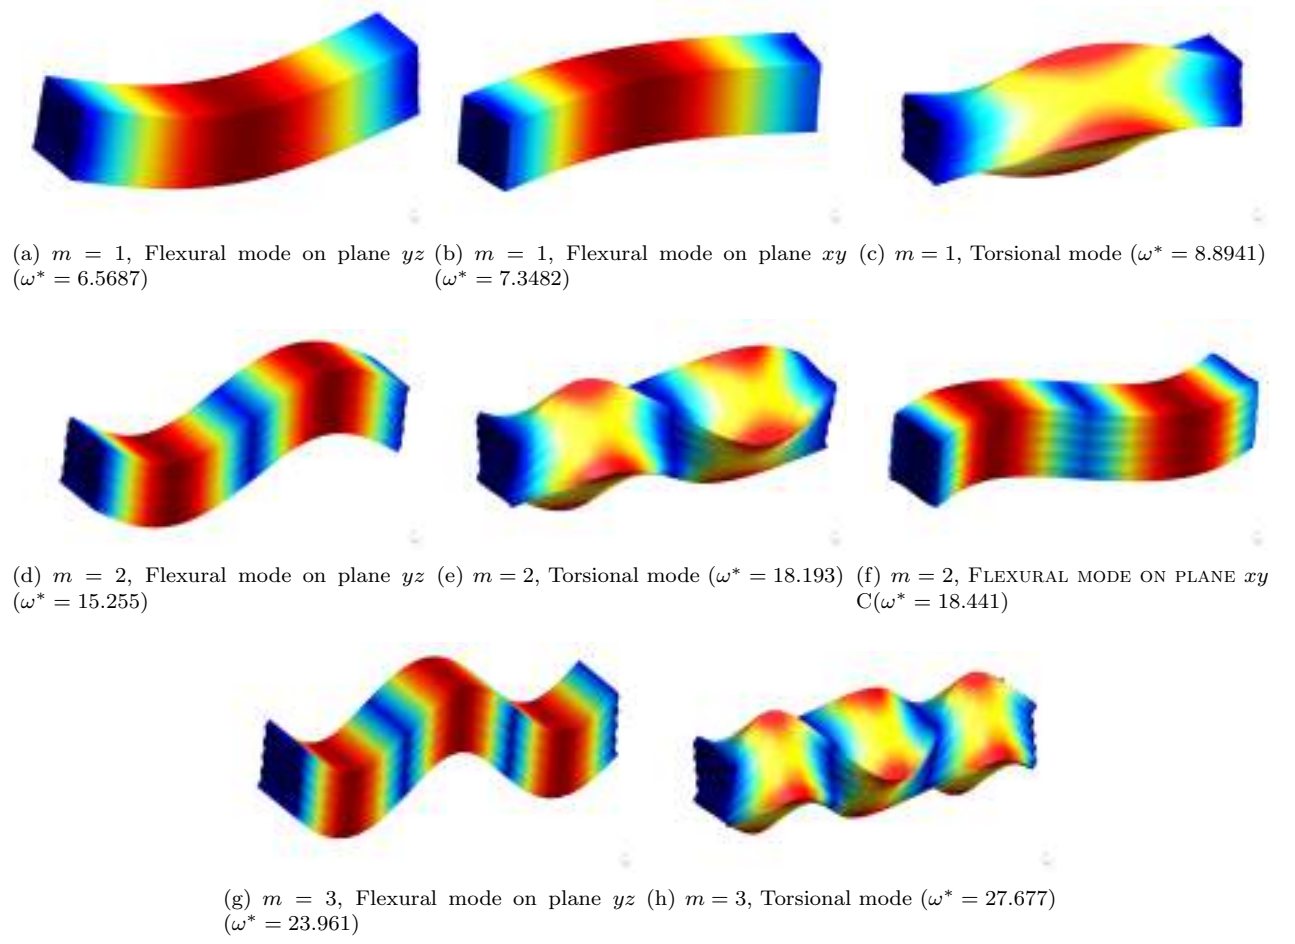 (a) m = 1, Flexural mode on plane yz
(ω* = 6.5687)
(b) m = 1, Flexural mode on plane xy
(ω* = 7.3482)
(c) m = 1, Torsional mode (ω* = 8.8941)
(d) m = 2, Flexural mode on plane yz
(ω* = 15.255)
(e) m = 2, Torsional mode (ω* = 18.193)
(f) m = 2, FLEXURAL MODE ON PLANE xy
C(ω* = 18.441)
(g) m = 3, Flexural mode on plane yz
(ω* = 23.961)
(h) m = 3, Torsional mode (ω* = 27.677)